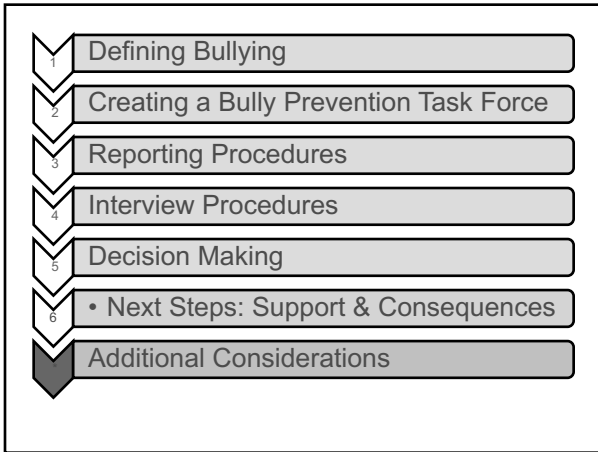 1
Defining Bullying
2
Creating a Bully Prevention Task Force
3
Reporting Procedures
4
Interview Procedures
5
Decision Making
6
• Next Steps: Support & Consequences
Additional Considerations